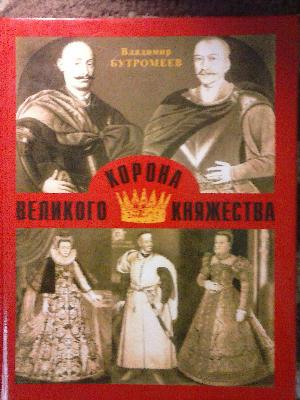 Владимир
БУТРОМЕЕВ
КОРОНА
ВЕЛИКОГО КНЯЖЕСТВА